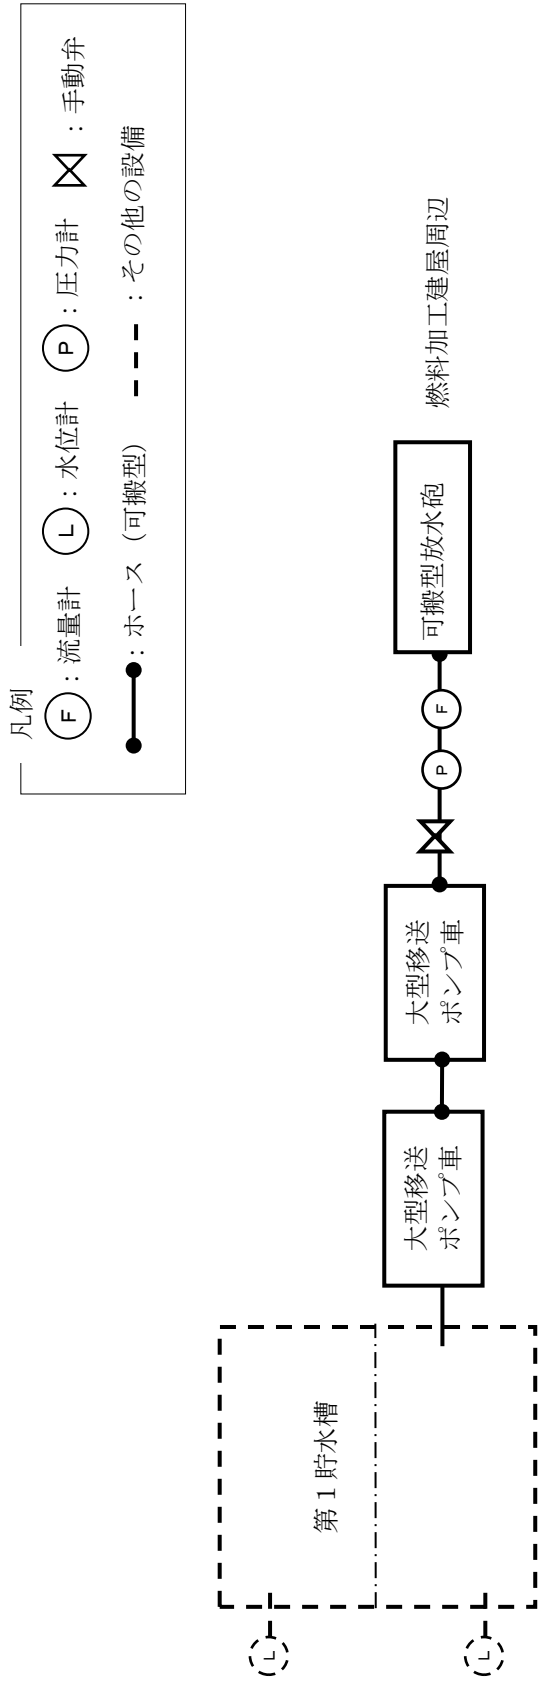 凡例
F：流量計 L：水位計 P：圧力計 ：手動弁
：ホース（可搬型） ：その他の設備
L
L
第1貯水槽
大型移送
ポンプ車
大型移送
ポンプ車
P
F
可搬型放水砲
燃料加工建屋周辺